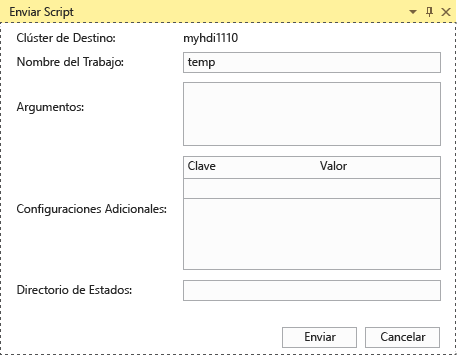 Enviar Script
Clúster de Destino: myhdi1110
Nombre del Trabajo: temp
Argumentos:
Clave Valor
Configuraciones Adicionales:
Directorio de Estados:
Enviar Cancelar